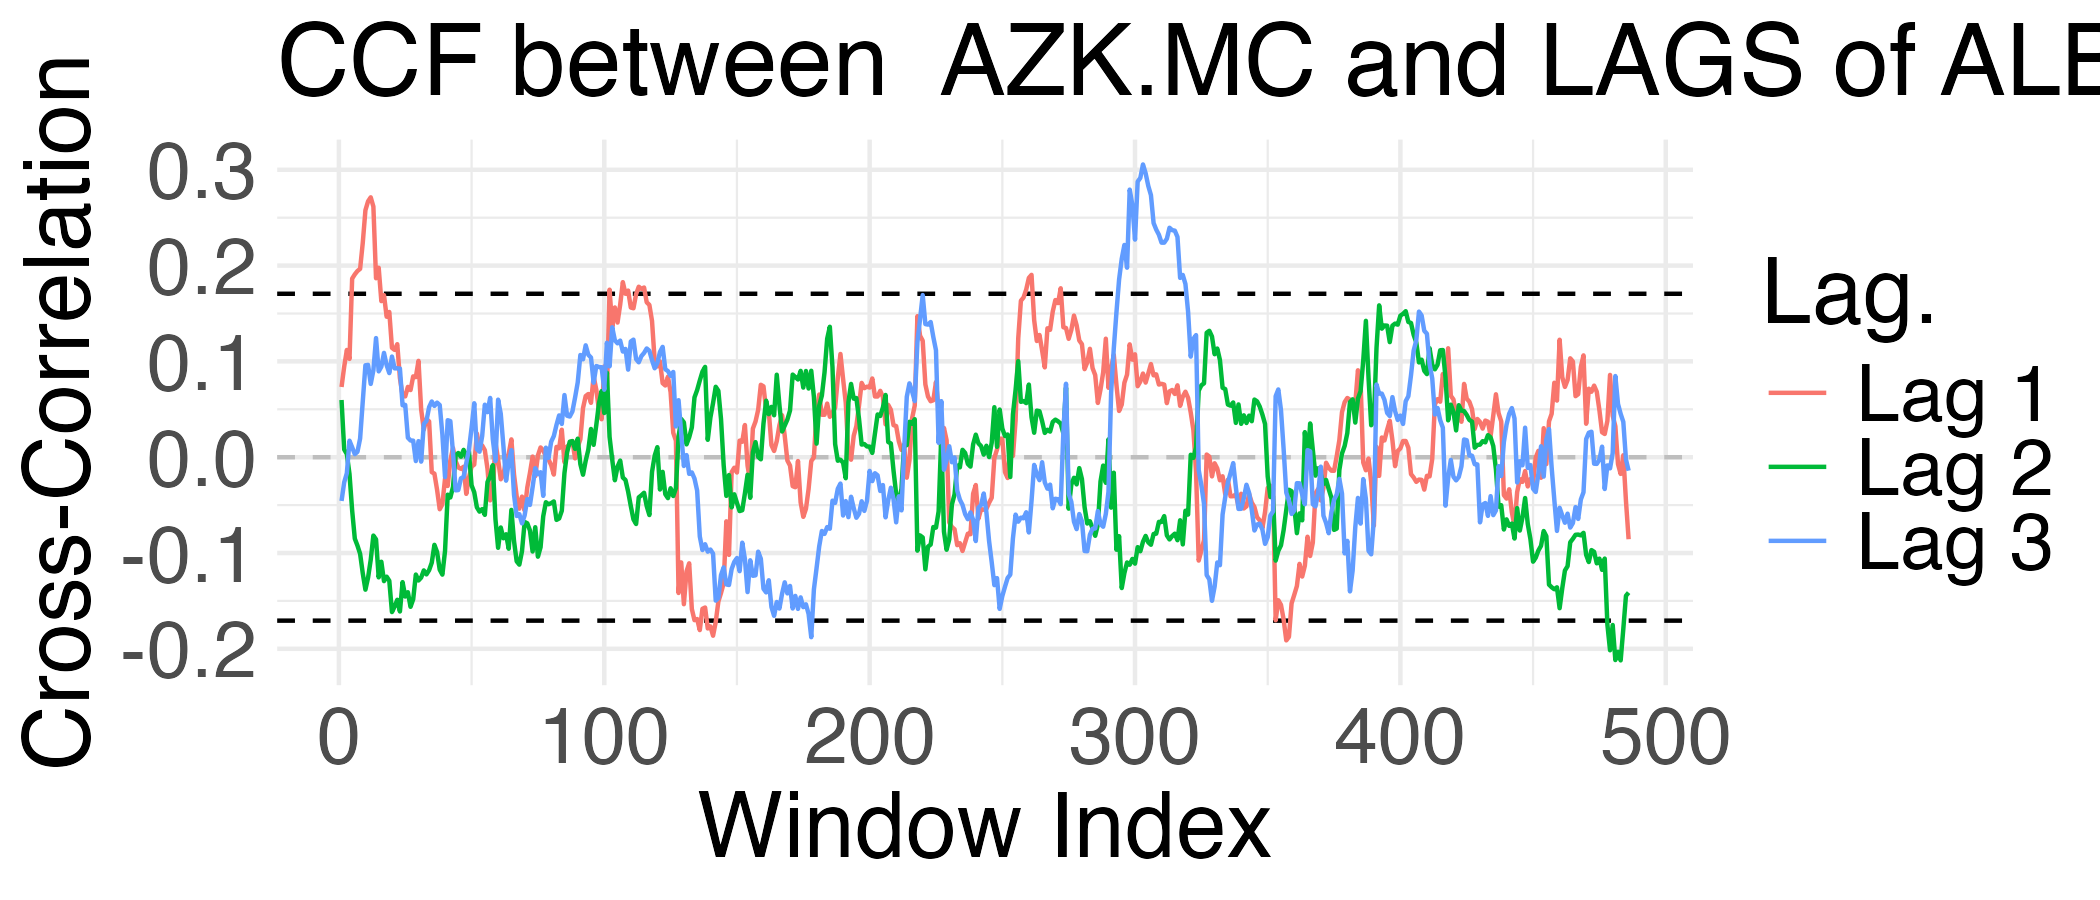 CCF between AZK.MC and LAGS of ALE
Cross-Correlation
0.3
0.2
0.1
0.0
-0.1
-0.2
0
100
200
300
400
500
Window Index
Lag.
Lag 1
Lag 2
Lag 3